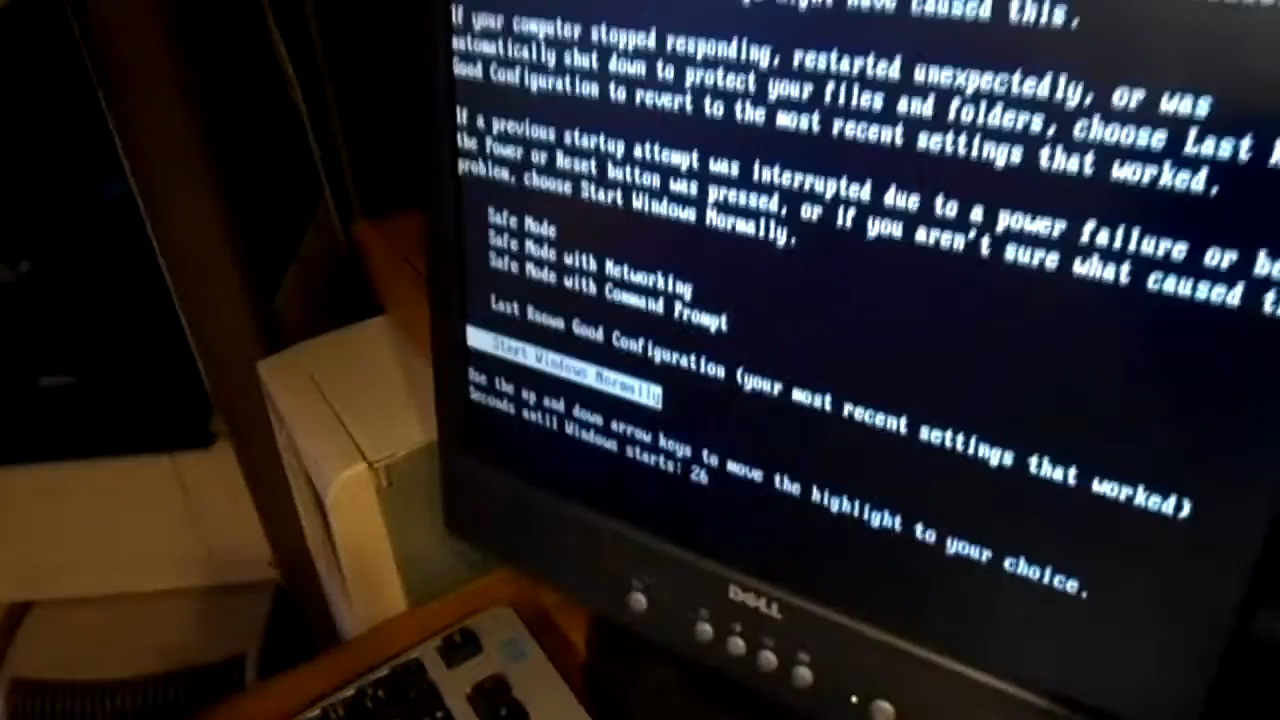 might have caused this.
If your computer stopped responding, restarted unexpectedly, or was
automatically shut down to protect your files and folders, choose Last
Good Configuration to revert to the most recent settings that worked.
If a previous startup attempt was interrupted due to a power failure or
the Power or Reset button was pressed, or if you aren't sure what caused
problem, choose Start Windows Normally.
Safe Mode
Safe Mode with Networking
Safe Mode with Command Prompt
Last Known Good Configuration (your most recent settings that worked)
Start Windows Normally
Use the up and down arrow keys to move the highlight to your choice.
Seconds until Windows starts: 26
DELL